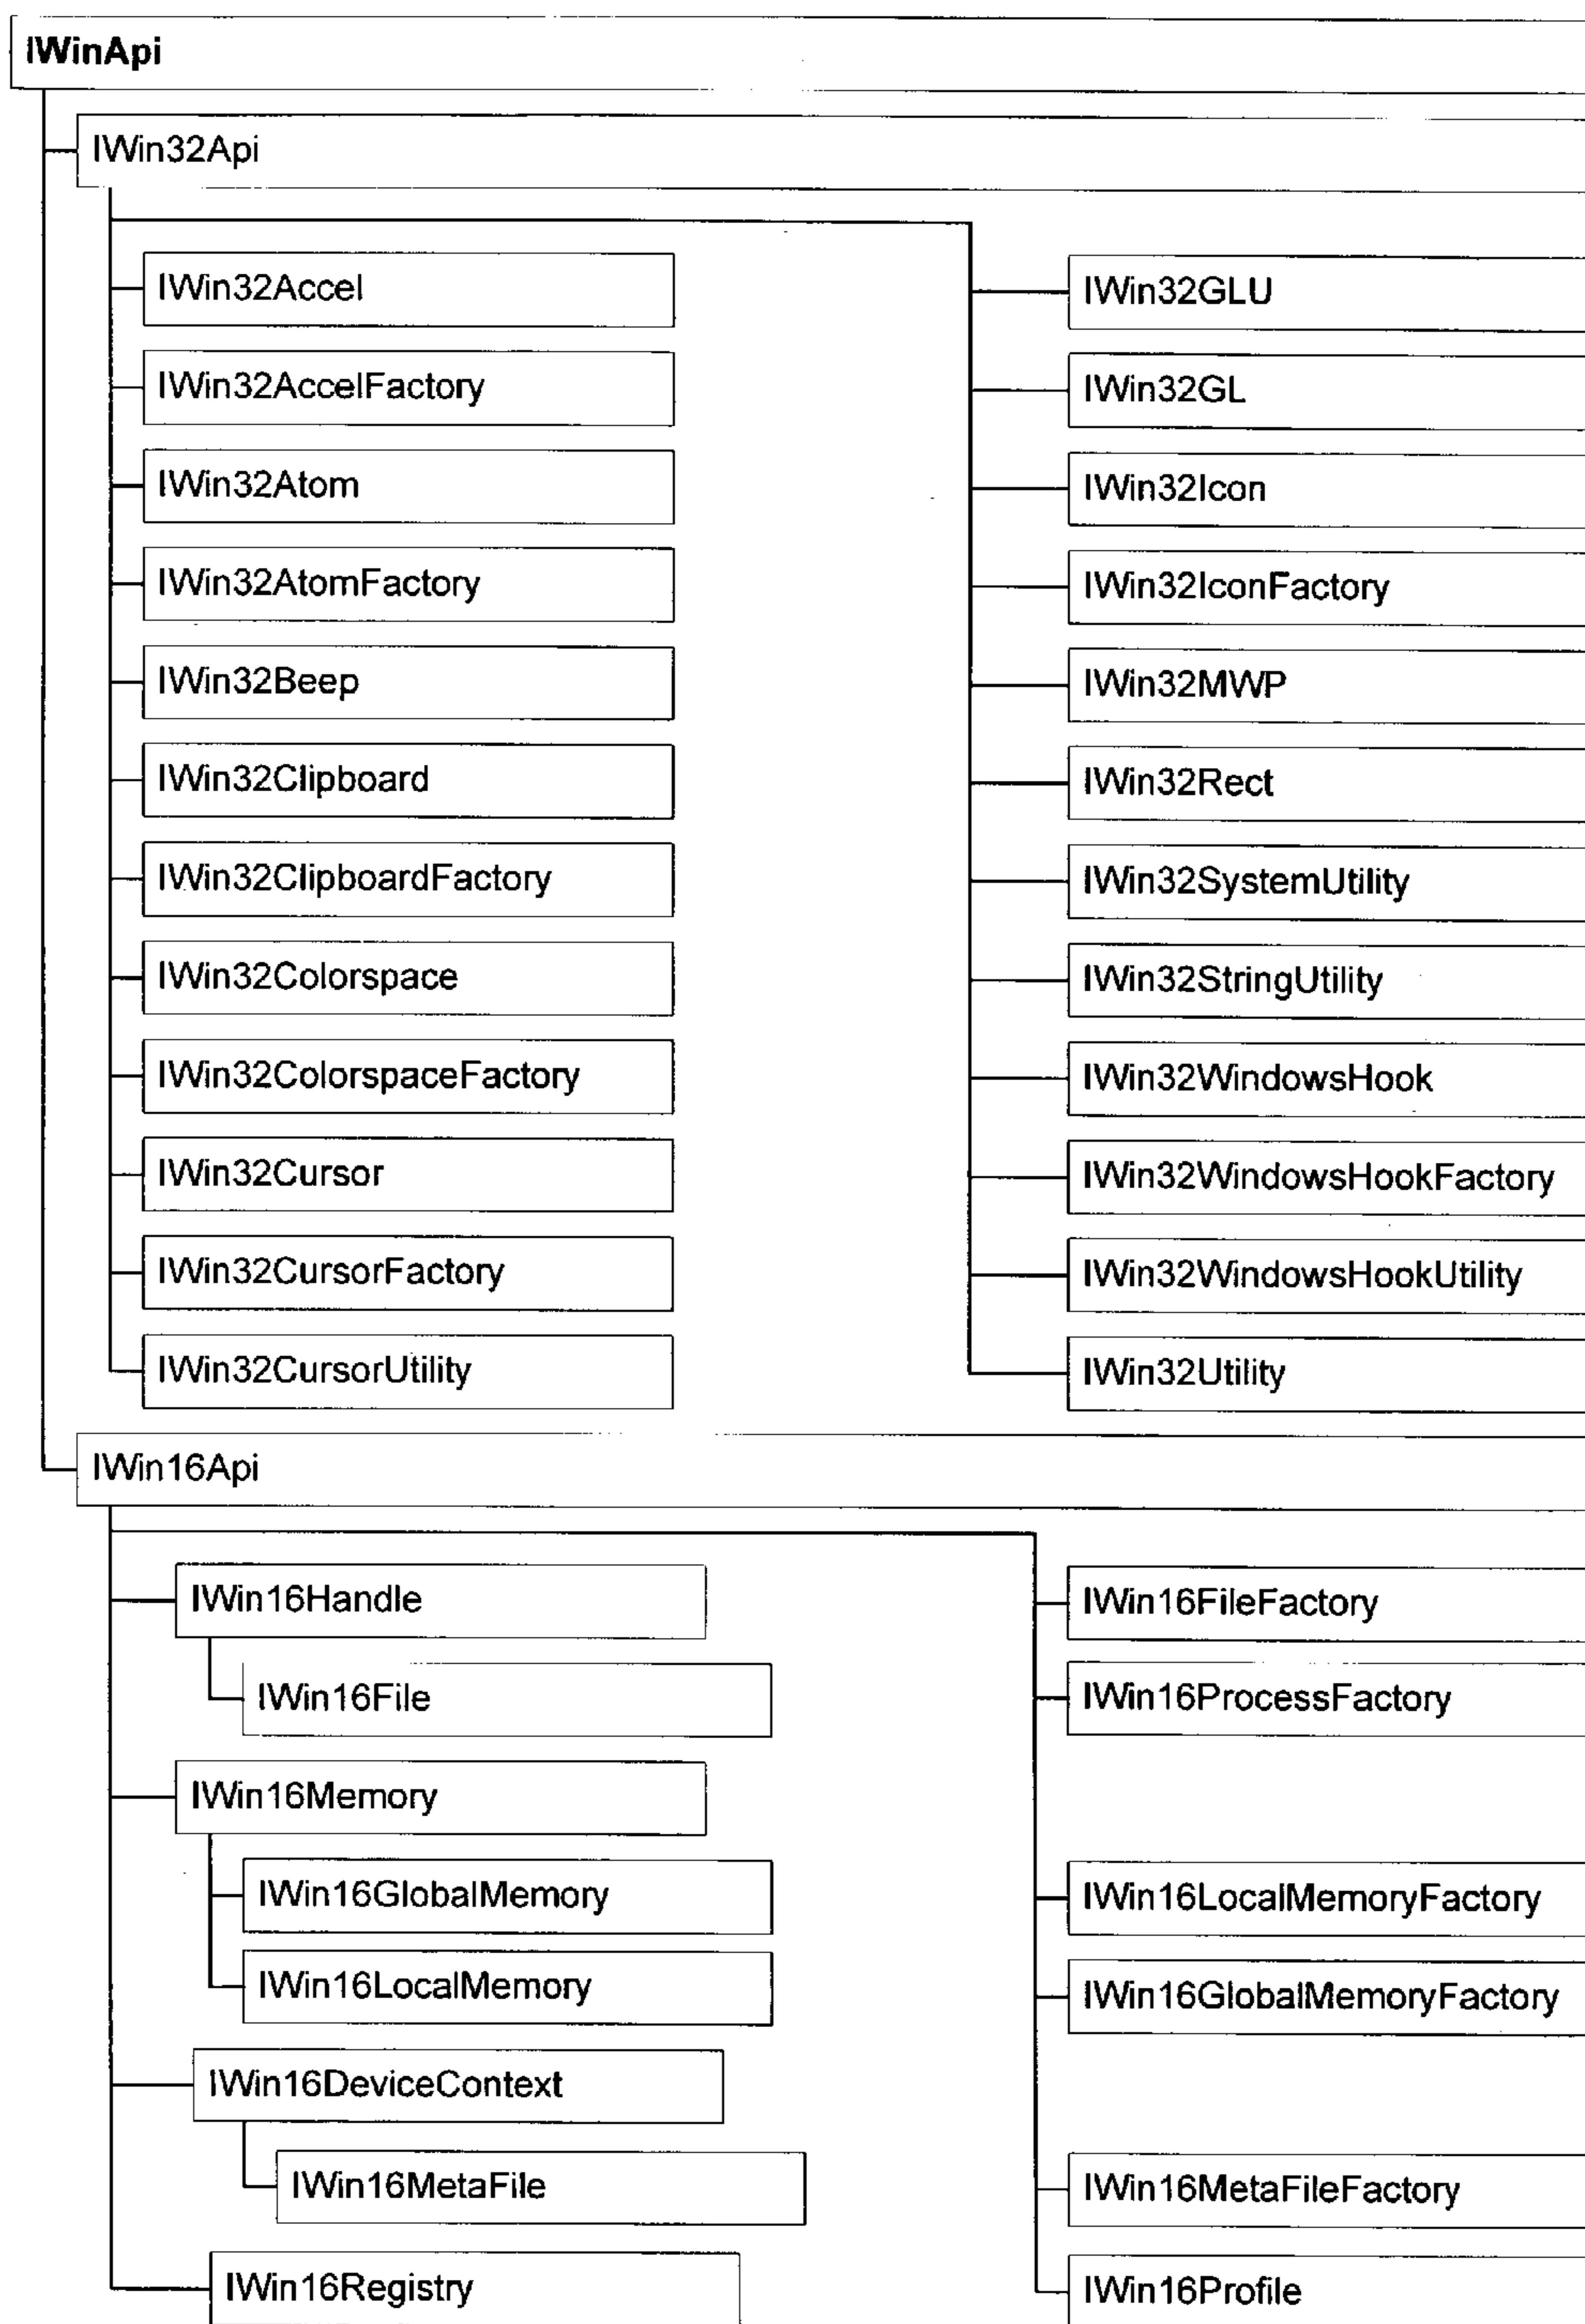 IWinApi
IWin32Api
IWin32Accel
IWin32AccelFactory
IWin32Atom
IWin32AtomFactory
IWin32Beep
IWin32Clipboard
IWin32ClipboardFactory
IWin32Colorspace
IWin32ColorspaceFactory
IWin32Cursor
IWin32CursorFactory
IWin32CursorUtility
IWin32GLU
IWin32GL
IWin32Icon
IWin32IconFactory
IWin32MWP
IWin32Rect
IWin32SystemUtility
IWin32StringUtility
IWin32WindowsHook
IWin32WindowsHookFactory
IWin32WindowsHookUtility
IWin32Utility
IWin16Api
IWin16Handle
IWin16File
IWin16Memory
IWin16GlobalMemory
IWin16LocalMemory
IWin16DeviceContext
IWin16MetaFile
IWin16Registry
IWin16FileFactory
IWin16ProcessFactory
IWin16LocalMemoryFactory
IWin16GlobalMemoryFactory
IWin16MetaFileFactory
IWin16Profile